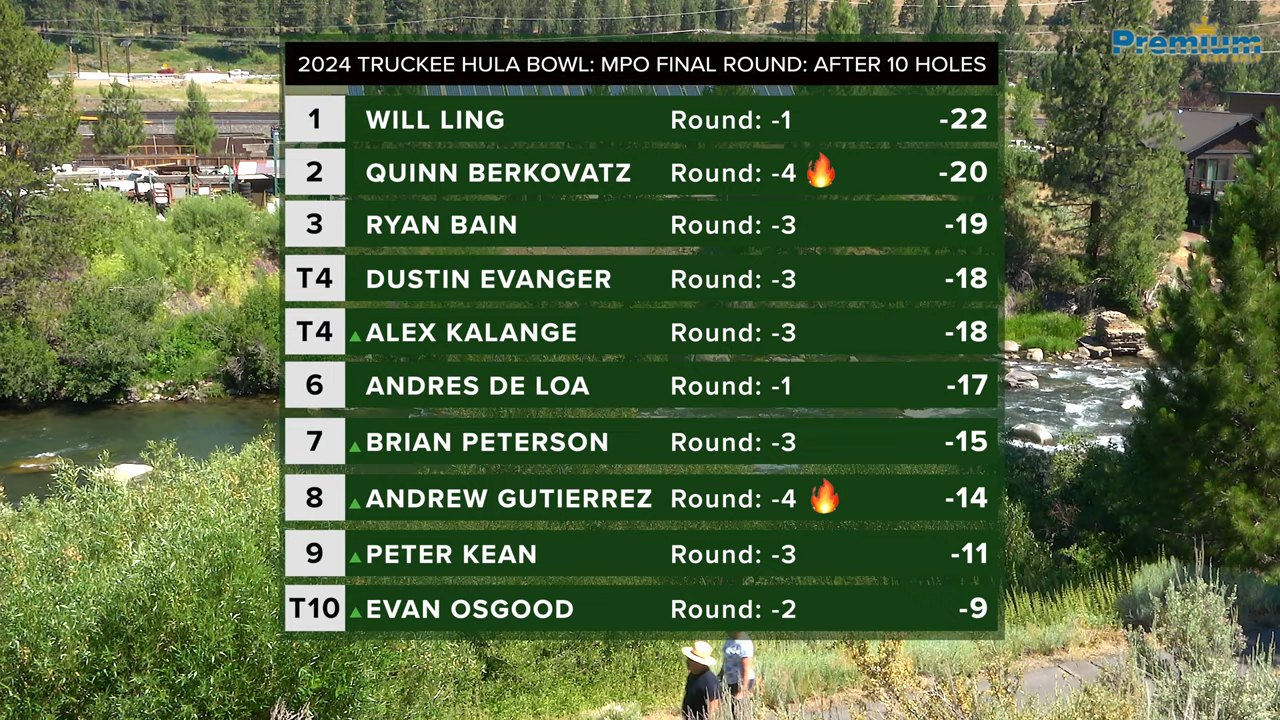 Premium
2024 TRUCKEE HULA BOWL: MPO FINAL ROUND: AFTER 10 HOLES
1 WILL LING Round: -1 -22
2 QUINN BERKOVATZ Round: -4 🔥 -20
3 RYAN BAIN Round: -3 -19
T4 DUSTIN EVANGER Round: -3 -18
T4 ▲ALEX KALANGE Round: -3 -18
6 ANDRES DE LOA Round: -1 -17
7 ▲BRIAN PETERSON Round: -3 -15
8 ▲ANDREW GUTIERREZ Round: -4 🔥 -14
9 ▲PETER KEAN Round: -3 -11
T10 ▲EVAN OSGOOD Round: -2 -9